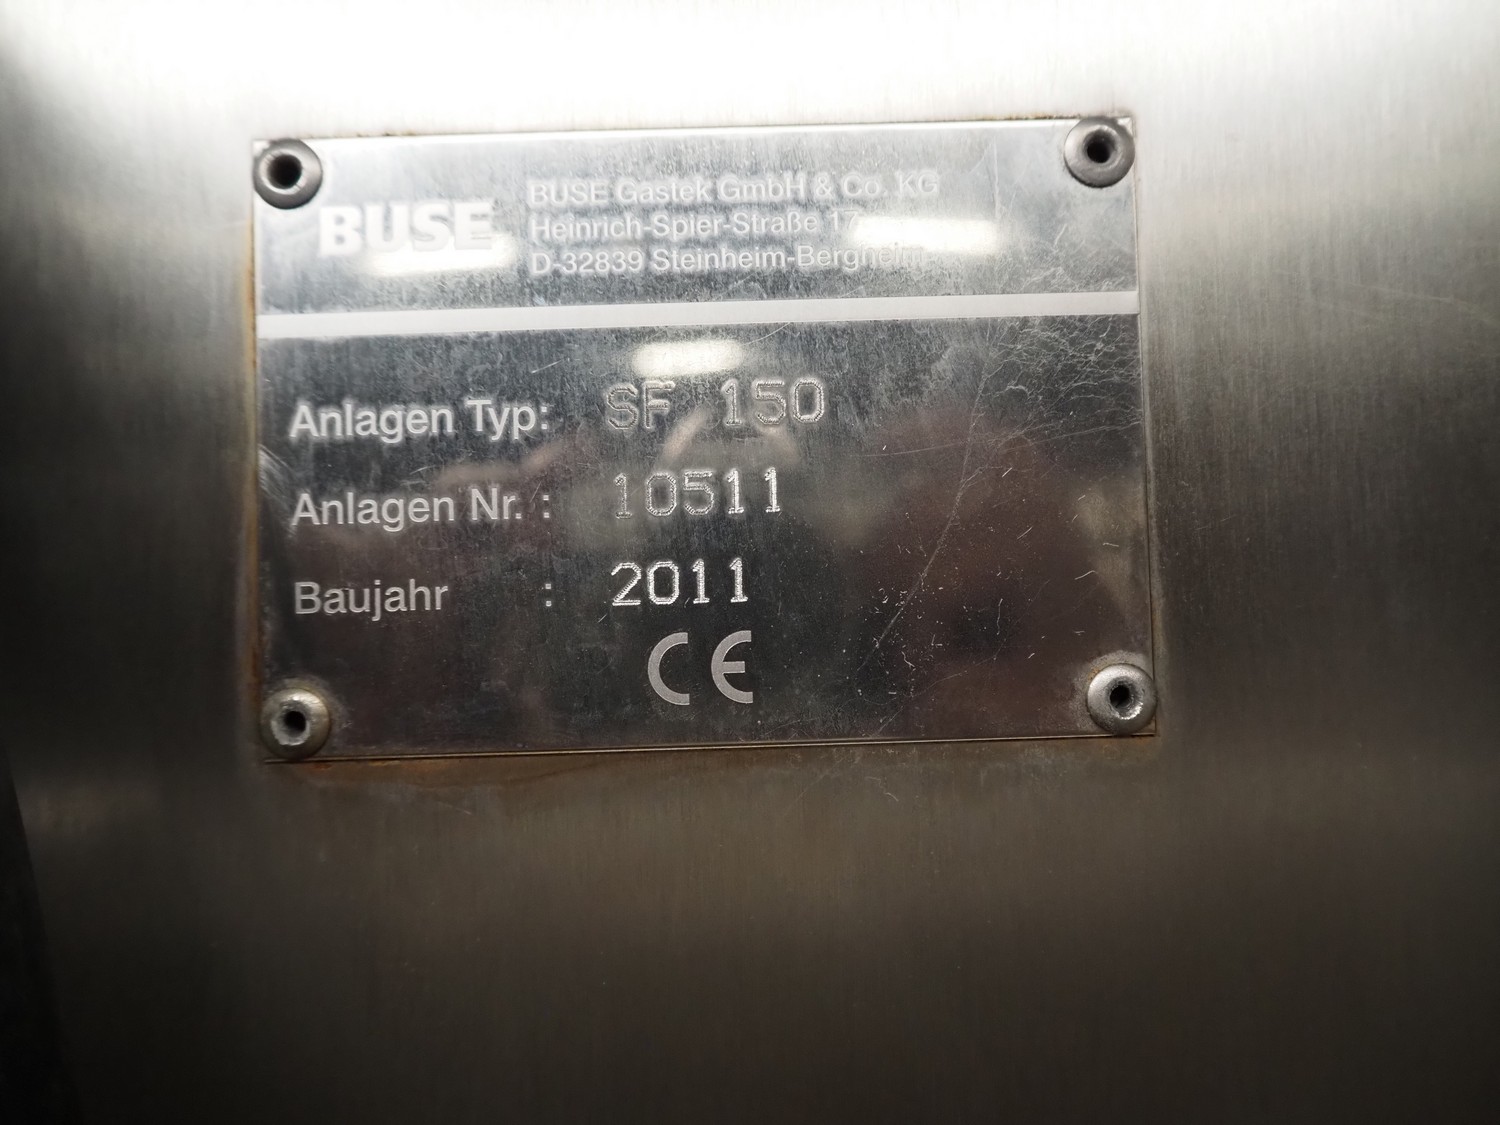 BUSE
BUSE Gastek GmbH & Co. KG
Heinrich-Spier-Straße 17
D-32839 Steinheim-Bergheim
Anlagen Typ: SF 150
Anlagen Nr. : 10511
Baujahr : 2011
CE